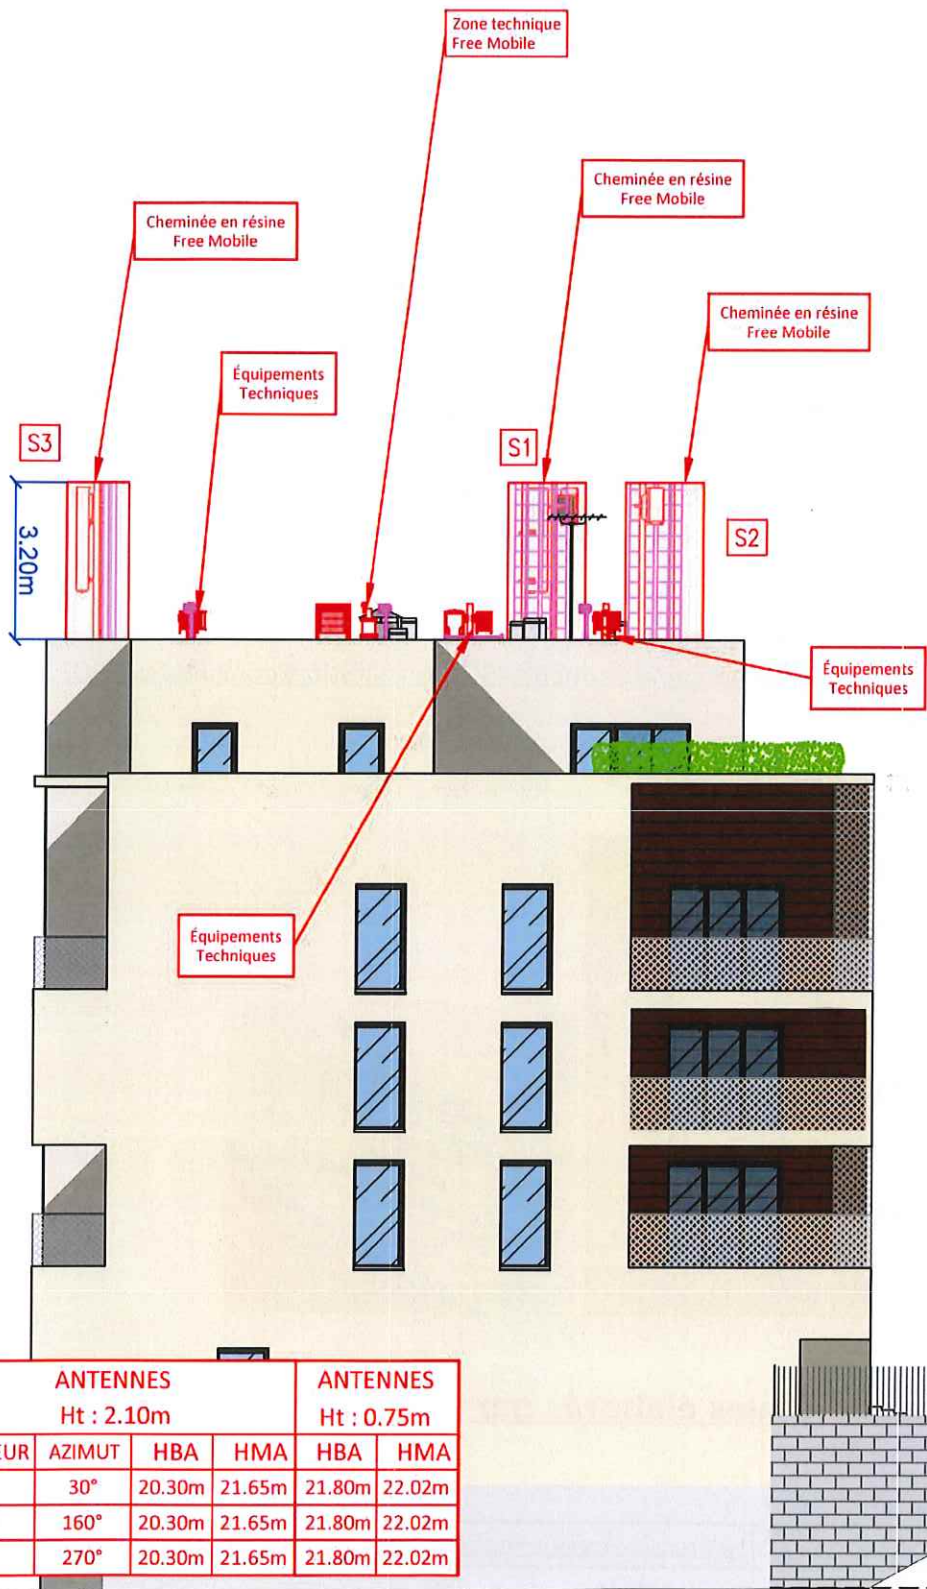 Zone technique
Free Mobile
Cheminée en résine
Free Mobile
Cheminée en résine
Free Mobile
Cheminée en résine
Free Mobile
Équipements
Techniques
S3
S1
S2
3.20m
Équipements
Techniques
Équipements
Techniques
ANTENNES ANTENNES
Ht : 2.10m Ht : 0.75m
EUR AZIMUT HBA HMA HBA HMA
30° 20.30m 21.65m 21.80m 22.02m
160° 20.30m 21.65m 21.80m 22.02m
270° 20.30m 21.65m 21.80m 22.02m